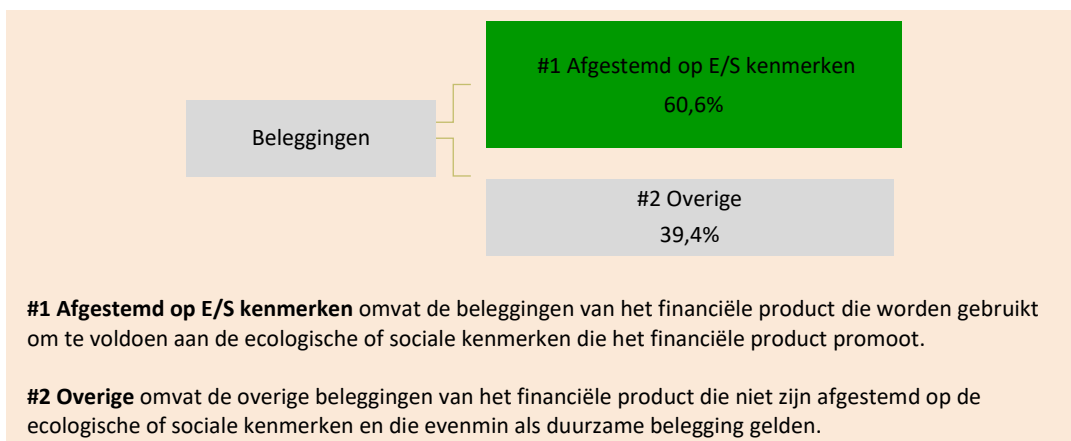 #1 Afgestemd op E/S kenmerken
60,6%
Beleggingen
#2 Overige
39,4%
#1 Afgestemd op E/S kenmerken omvat de beleggingen van het financiële product die worden gebruikt
om te voldoen aan de ecologische of sociale kenmerken die het financiële product promoot.
#2 Overige omvat de overige beleggingen van het financiële product die niet zijn afgestemd op de
ecologische of sociale kenmerken en die evenmin als duurzame belegging gelden.